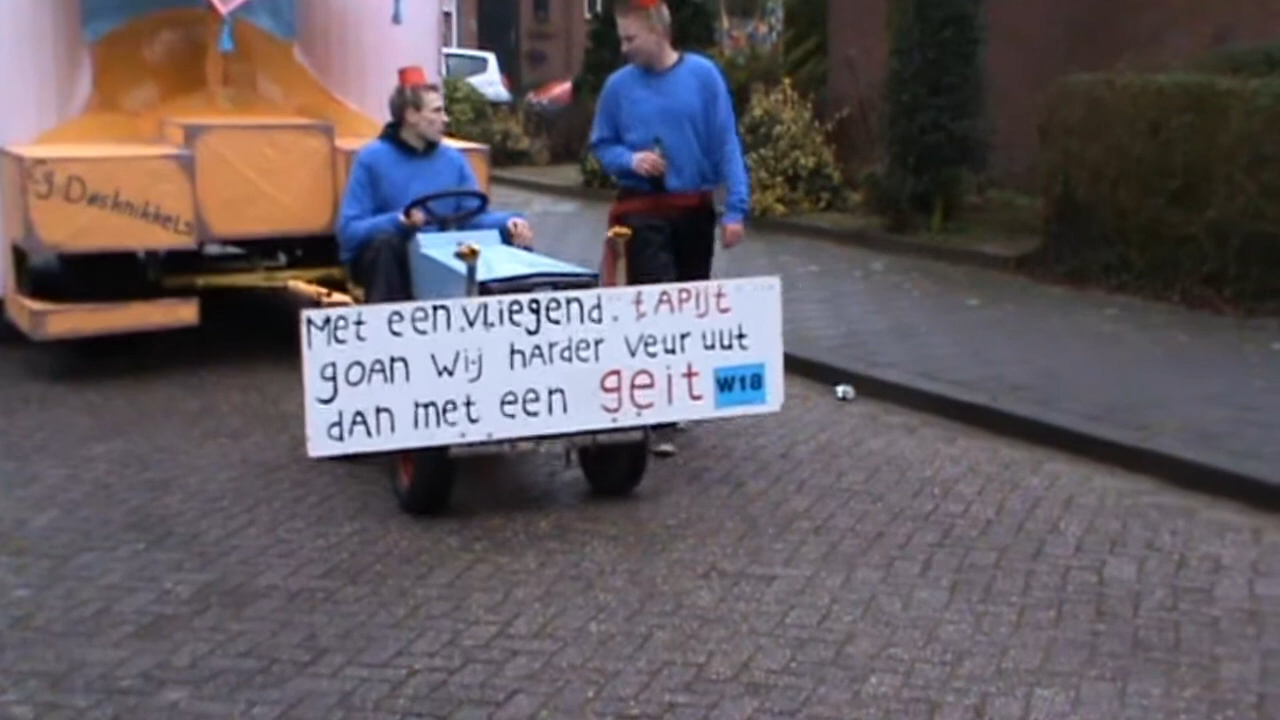 g. Dasknikkels
Met een vliegend tapijt
goan wij harder veur uut
dan met een geit W18